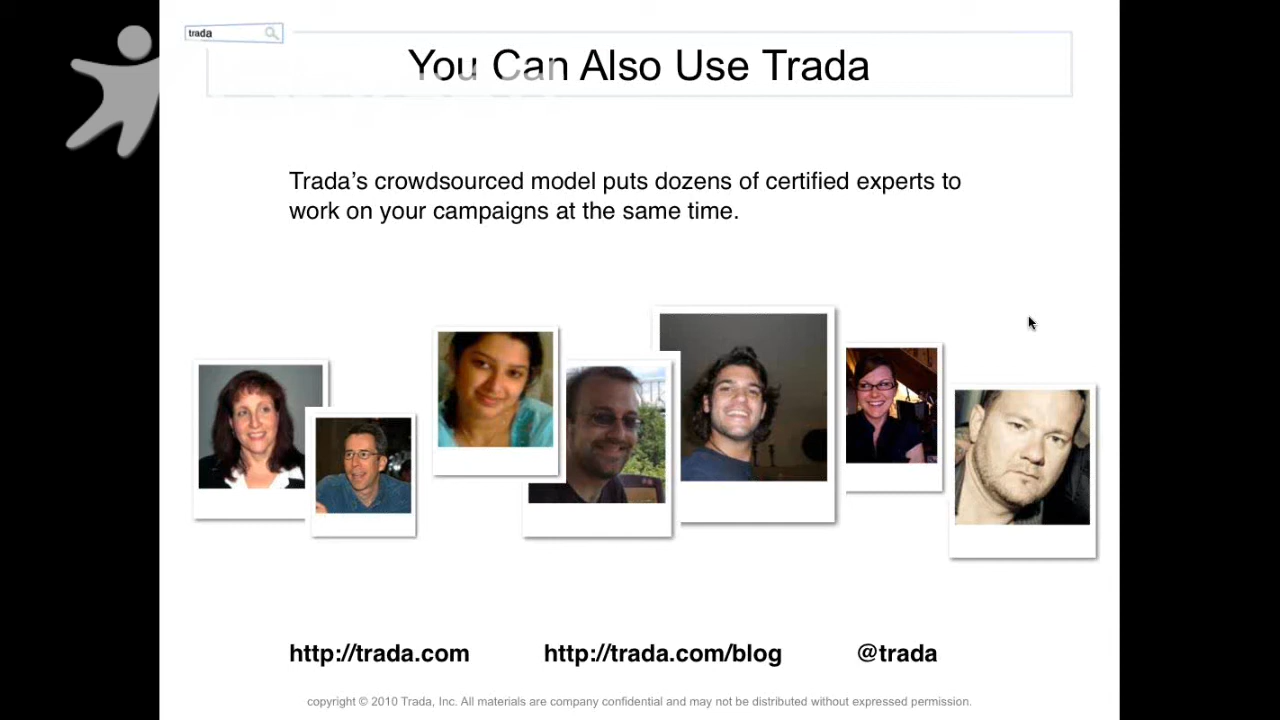 trada
You Can Also Use Trada
Trada’s crowdsourced model puts dozens of certified experts to
work on your campaigns at the same time.
http://trada.com http://trada.com/blog @trada
copyright © 2010 Trada, Inc. All materials are company confidential and may not be distributed without expressed permission.